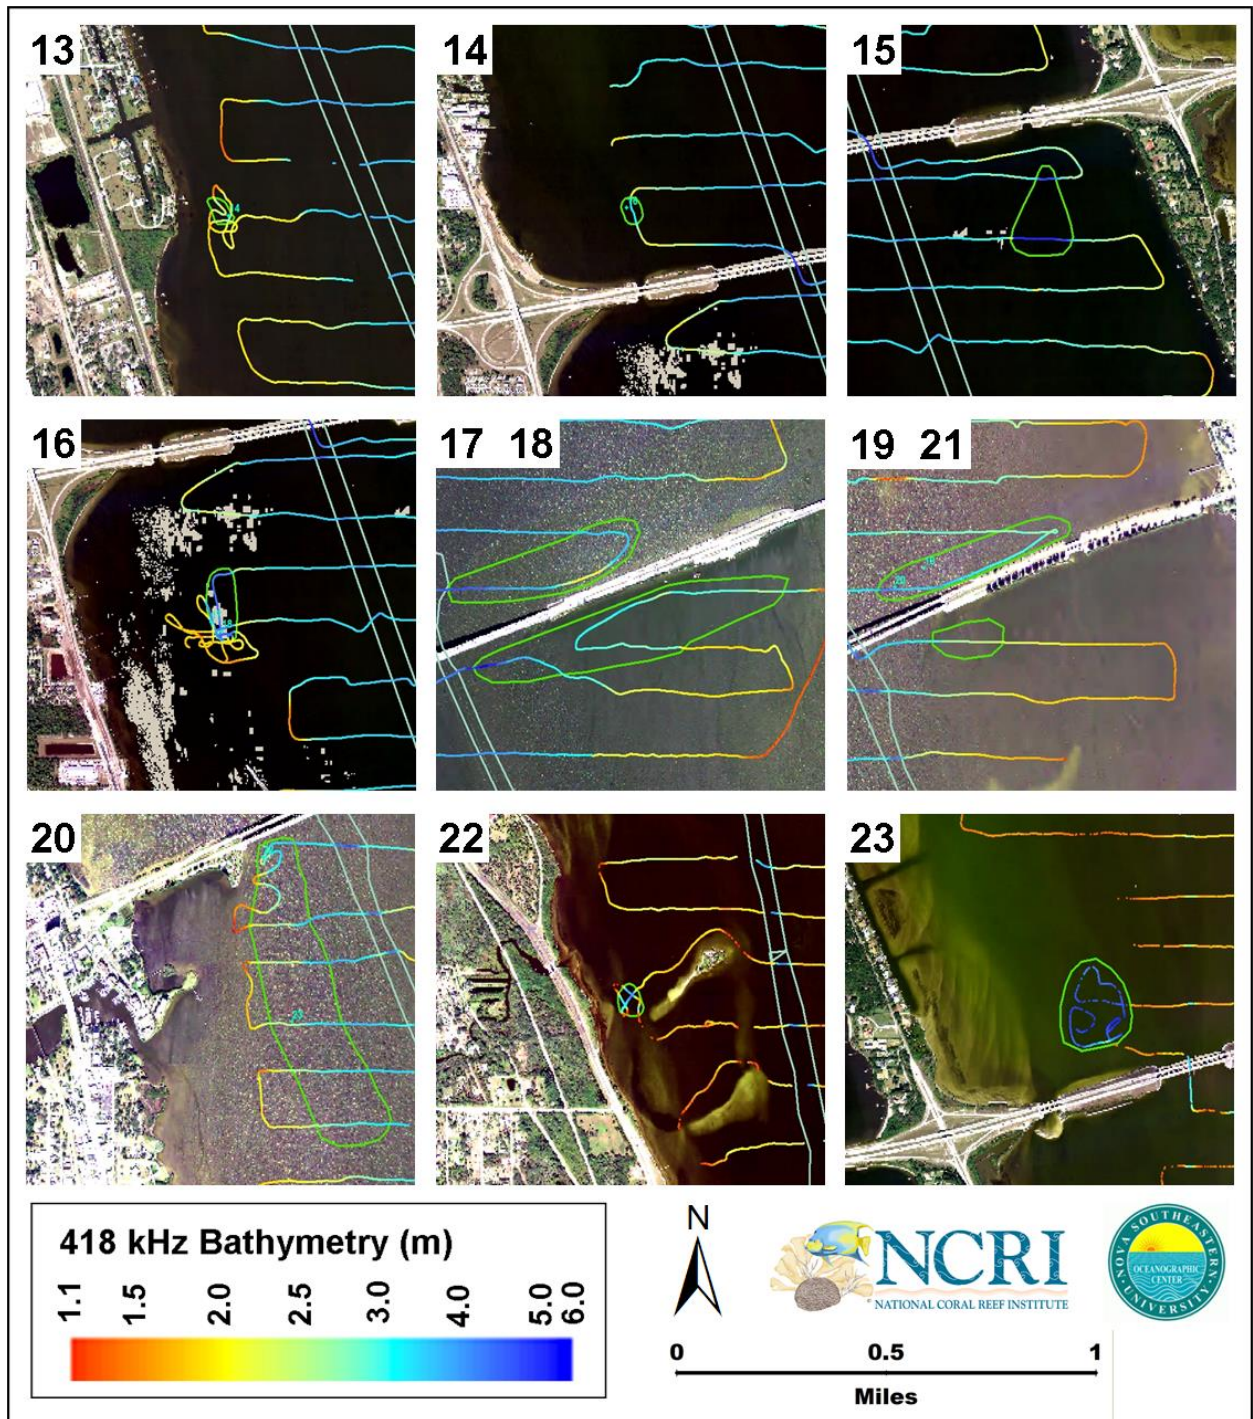 13
14
15
16
17 18
19 21
20
22
23
418 kHz Bathymetry (m)
1.1 1.5 2.0 2.5 3.0 4.0 5.0 6.0
N
NCRI
NATIONAL CORAL REEF INSTITUTE
NOVA SOUTHEASTERN UNIVERSITY
OCEANOGRAPHIC
CENTER
0 0.5 1
Miles